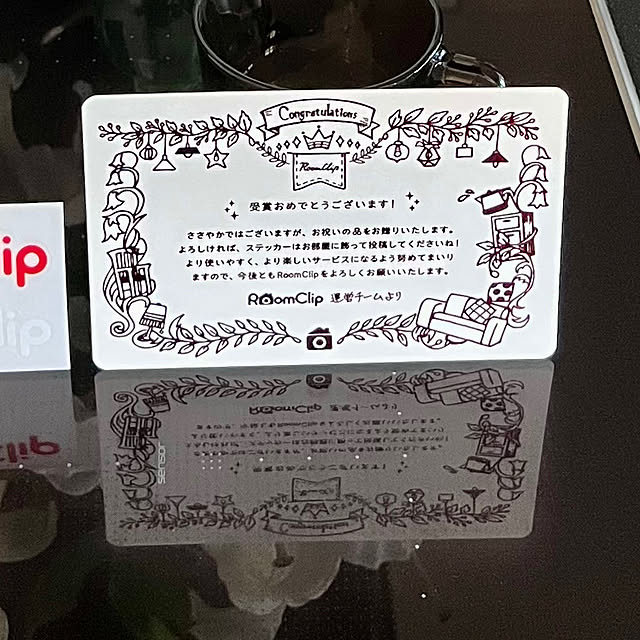 Congratulations
RoomClip
受賞おめでとうございます!
ささやかではございますが、お祝いの品をお贈りいたします。
よろしければ、ステッカーはお部屋に飾って投稿してくださいね!
より使いやすく、より楽しいサービスになるよう努めてまいり
ますので、今後ともRoomClipをよろしくお願いいたします。
RoomClip 運営チームより
lip
lip
sensor